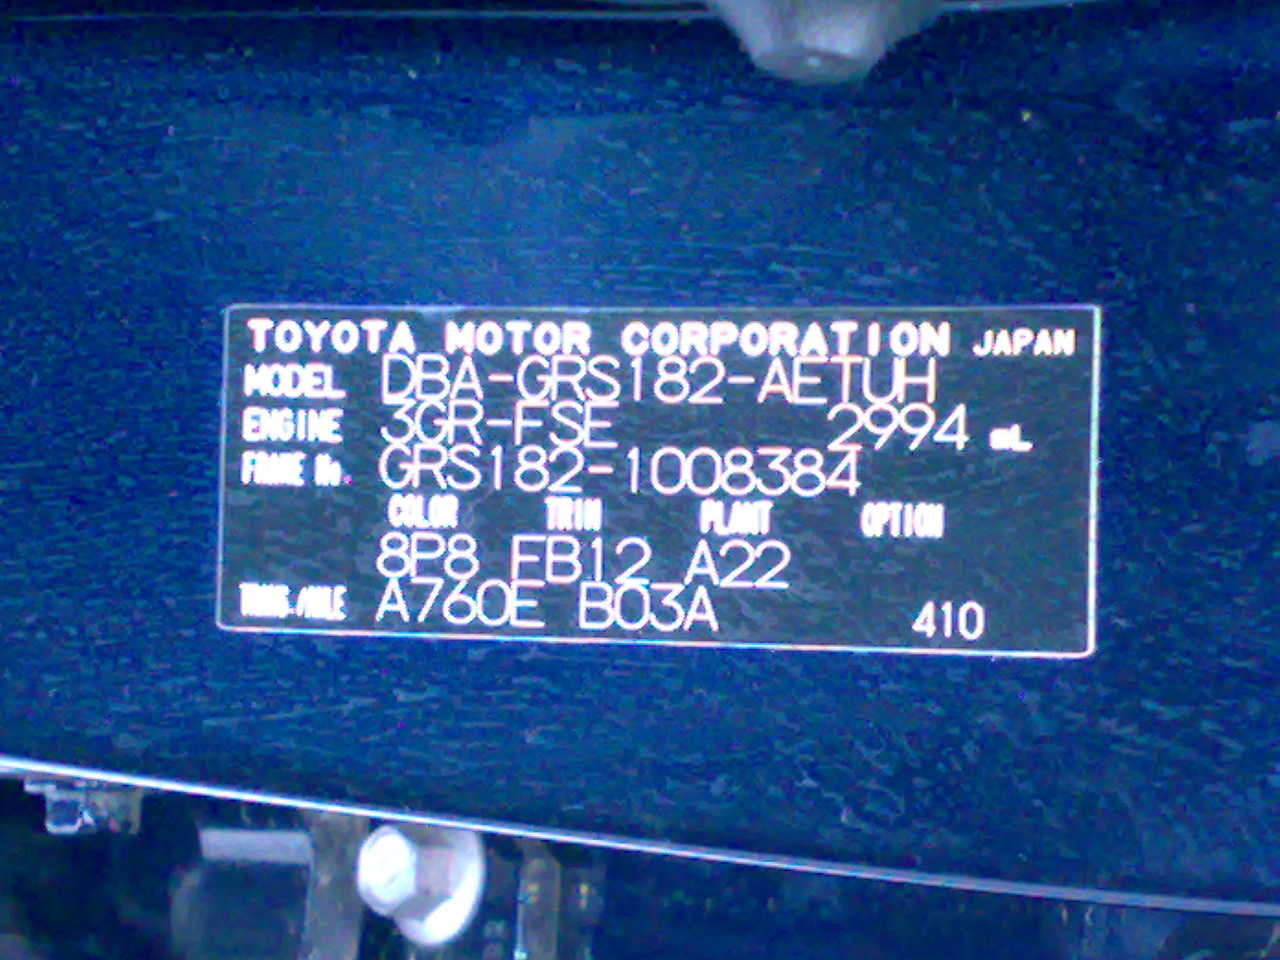 TOYOTA MOTOR CORPORATION JAPAN
MODEL DBA-GRS182-AETUH
ENGINE 3GR-FSE 2994 mL
FRAME No. GRS182-1008384
COLOR TRIM PLANT OPTION
8P8 FB12 A22
TRANS./AXLE A760E B03A 410